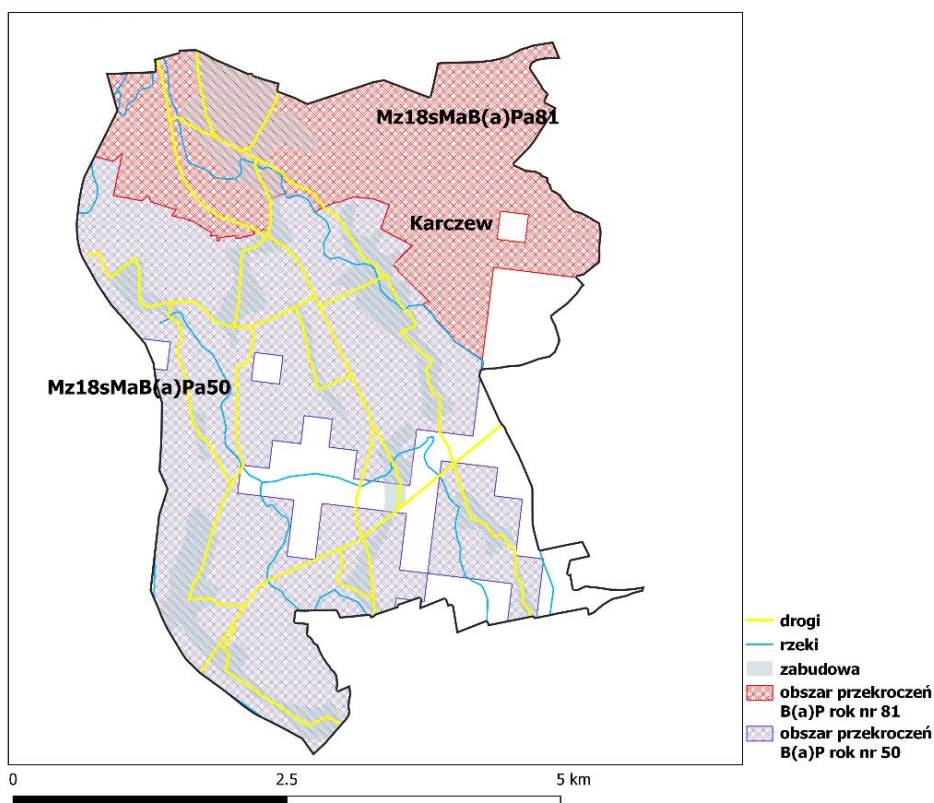 Mz18sMaB(a)Pa81
Karczew
Mz18sMaB(a)Pa50
drogi
rzeki
zabudowa
obszar przekroczeń
B(a)P rok nr 81
obszar przekroczeń
B(a)P rok nr 50
0 2.5 5 km